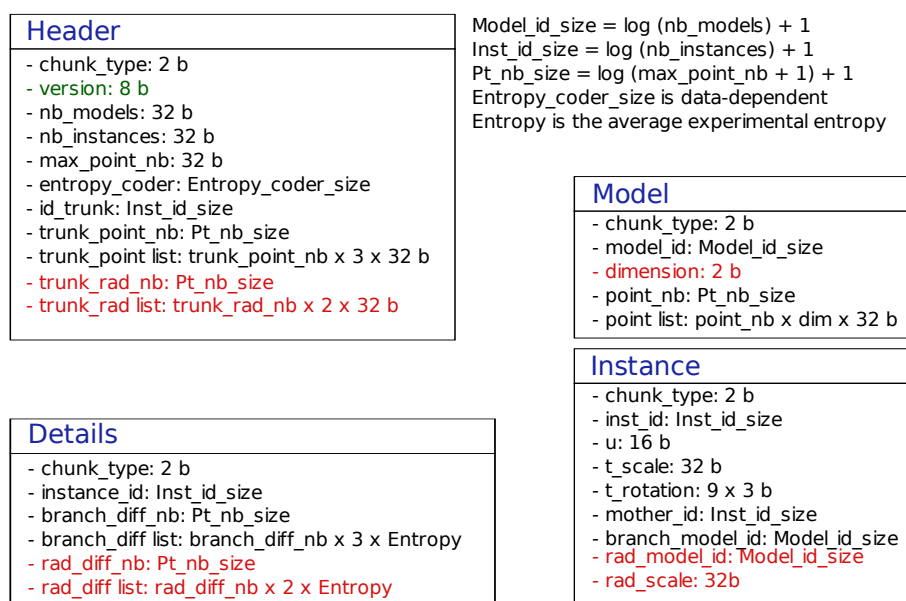 Header
- chunk_type: 2 b
- version: 8 b
- nb_models: 32 b
- nb_instances: 32 b
- max_point_nb: 32 b
- entropy_coder: Entropy_coder_size
- id_trunk: Inst_id_size
- trunk_point_nb: Pt_nb_size
- trunk_point list: trunk_point_nb x 3 x 32 b
- trunk_rad_nb: Pt_nb_size
- trunk_rad list: trunk_rad_nb x 2 x 32 b
Model_id_size = log (nb_models) + 1
Inst_id_size = log (nb_instances) + 1
Pt_nb_size = log (max_point_nb + 1) + 1
Entropy_coder_size is data-dependent
Entropy is the average experimental entropy
Model
- chunk_type: 2 b
- model_id: Model_id_size
- dimension: 2 b
- point_nb: Pt_nb_size
- point list: point_nb x dim x 32 b
Instance
- chunk_type: 2 b
- inst_id: Inst_id_size
- u: 16 b
- t_scale: 32 b
- t_rotation: 9 x 3 b
- mother_id: Inst_id_size
- branch_model_id: Model_id_size
- rad_model_id: Model_id_size
- rad_scale: 32b
Details
- chunk_type: 2 b
- instance_id: Inst_id_size
- branch_diff_nb: Pt_nb_size
- branch_diff list: branch_diff_nb x 3 x Entropy
- rad_diff_nb: Pt_nb_size
- rad_diff list: rad_diff_nb x 2 x Entropy